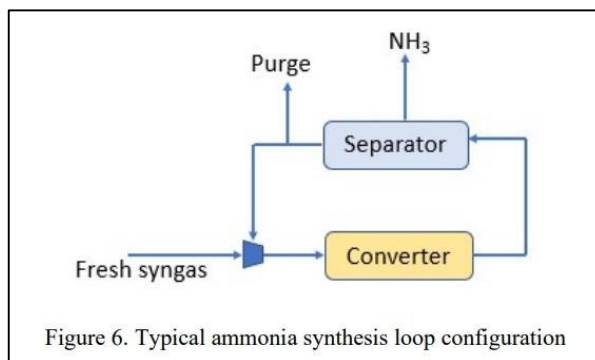 NH₃
Purge
Separator
Fresh syngas
Converter
Figure 6. Typical ammonia synthesis loop configuration